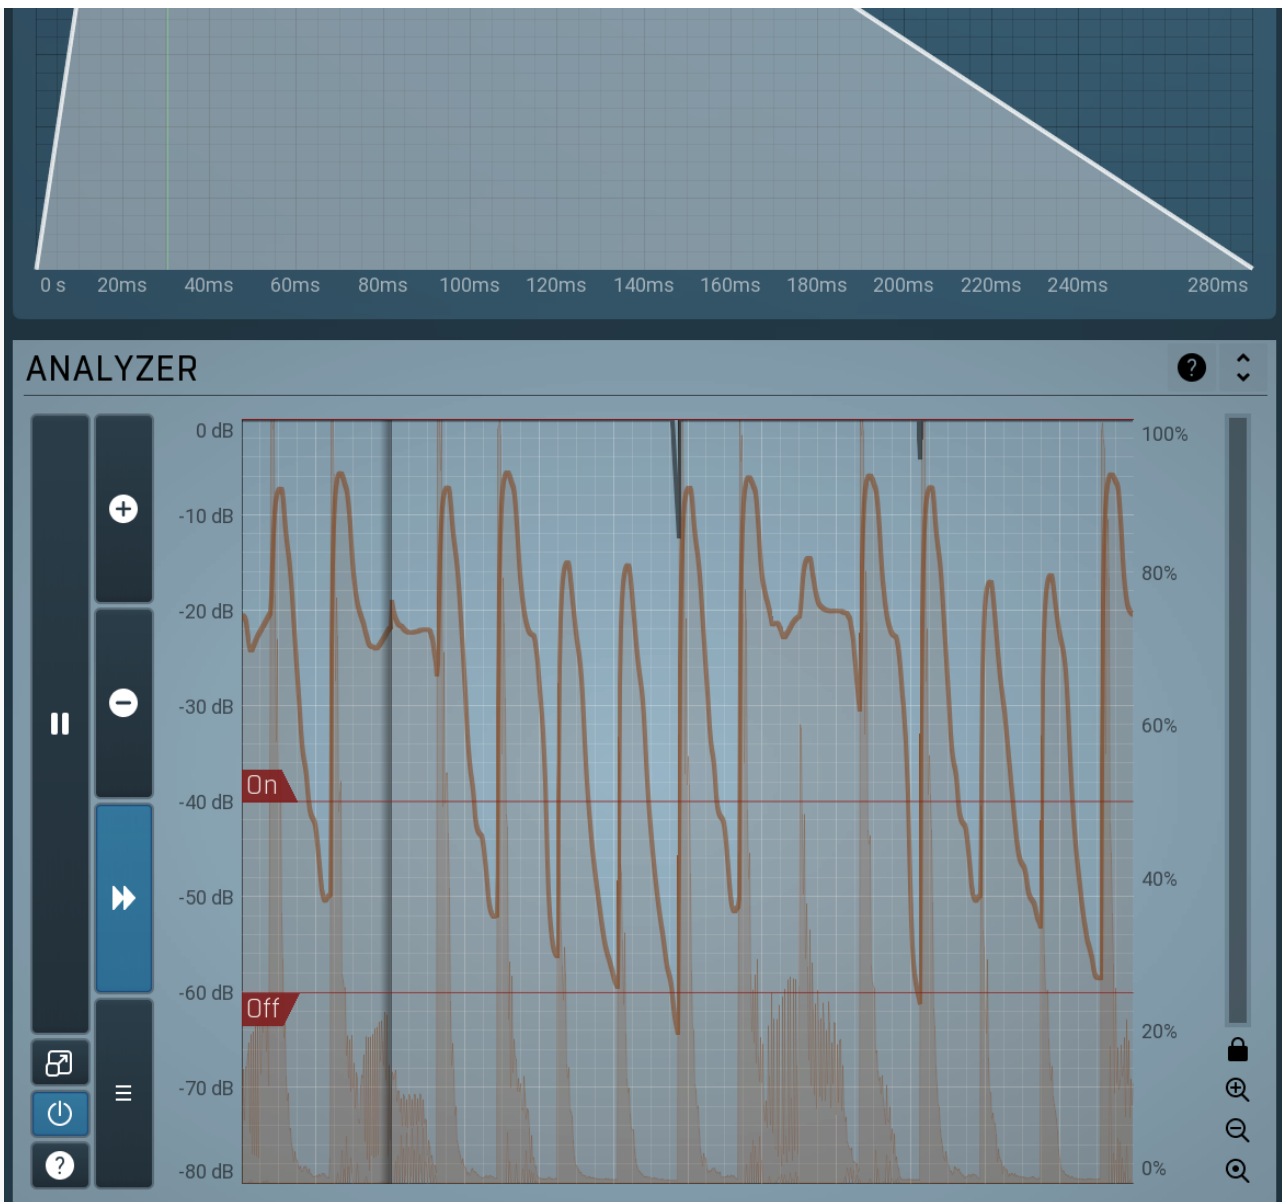 0 s 20ms 40ms 60ms 80ms 100ms 120ms 140ms 160ms 180ms 200ms 220ms 240ms 280ms
ANALYZER
0 dB
-10 dB
-20 dB
-30 dB
-40 dB
-50 dB
-60 dB
-70 dB
-80 dB
On
Off
100%
80%
60%
40%
20%
0%